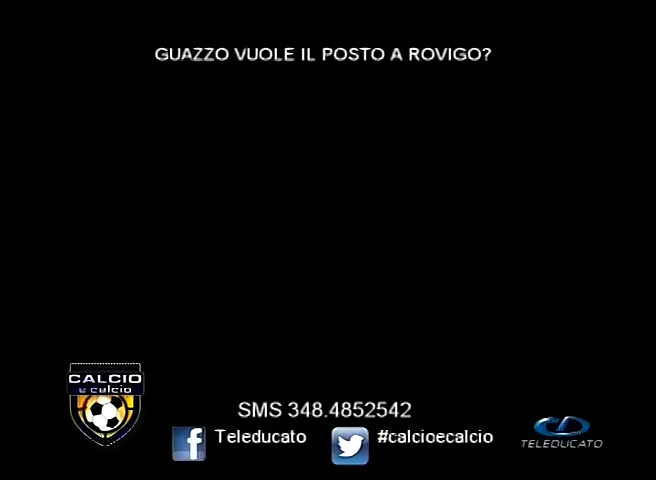 GUAZZO VUOLE IL POSTO A ROVIGO?
CALCIO
e calcio
SMS 348.4852542
f Teleducato #calcioecalcio
TELEDUCATO